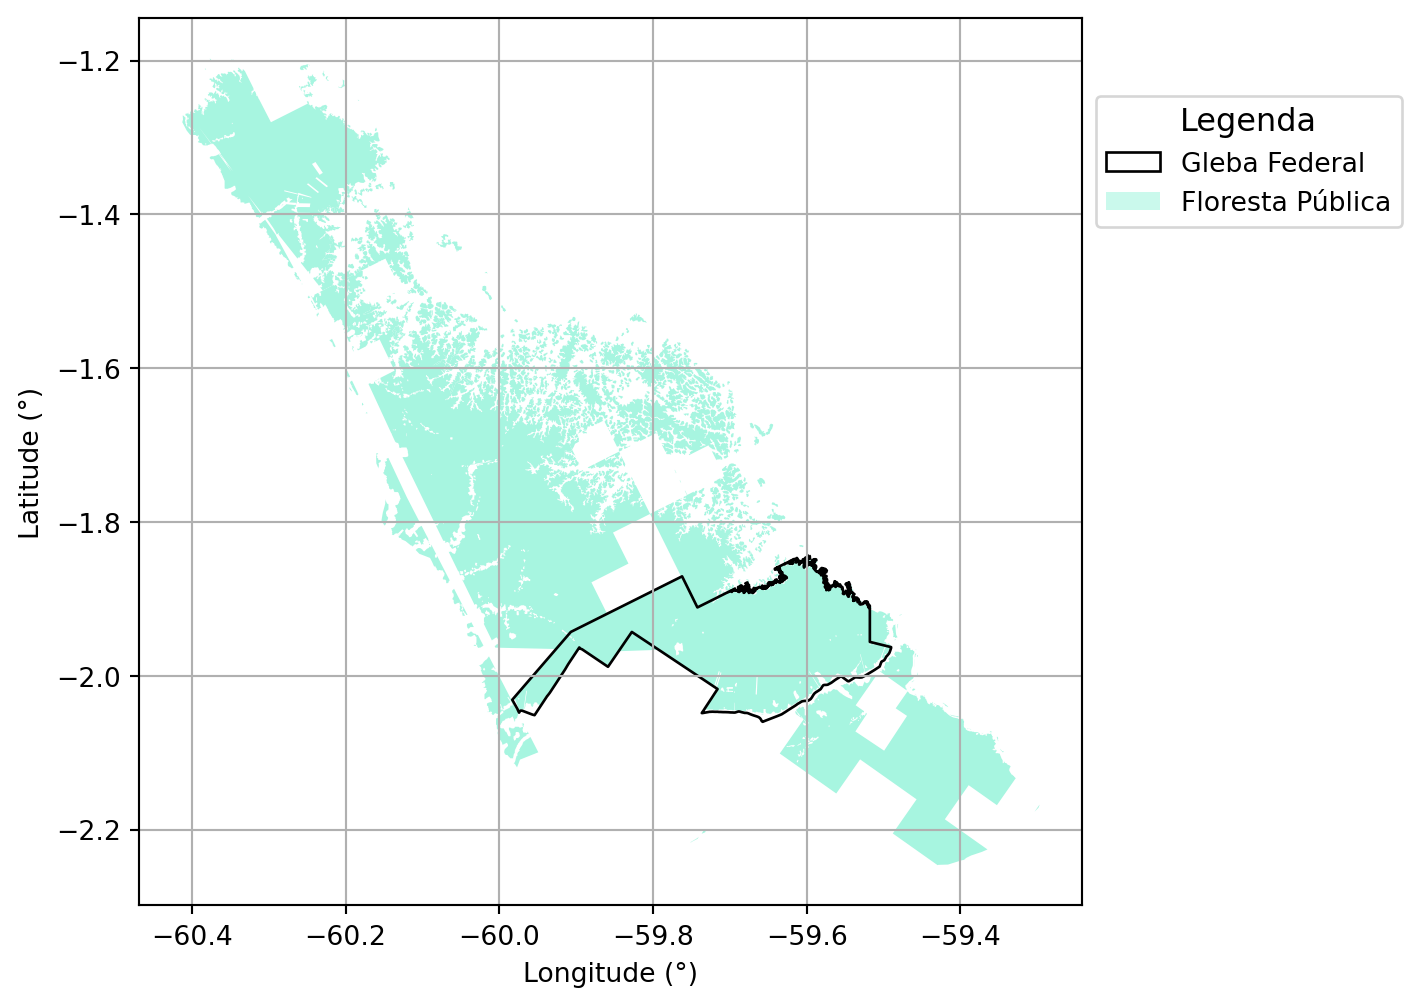 −1.2
−1.4
−1.6
−1.8
−2.0
−2.2
Latitude (°)
−60.4 −60.2 −60.0 −59.8 −59.6 −59.4
Longitude (°)
Legenda
Gleba Federal
Floresta Pública